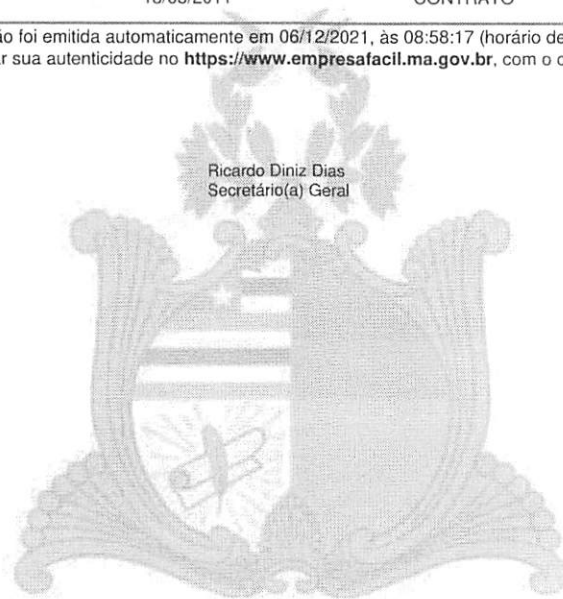 CONTRATO
ão foi emitida automaticamente em 06/12/2021, às 08:58:17 (horário de
r sua autenticidade no https://www.empresafacil.ma.gov.br, com o c
Ricardo Diniz Dias
Secretário(a) Geral